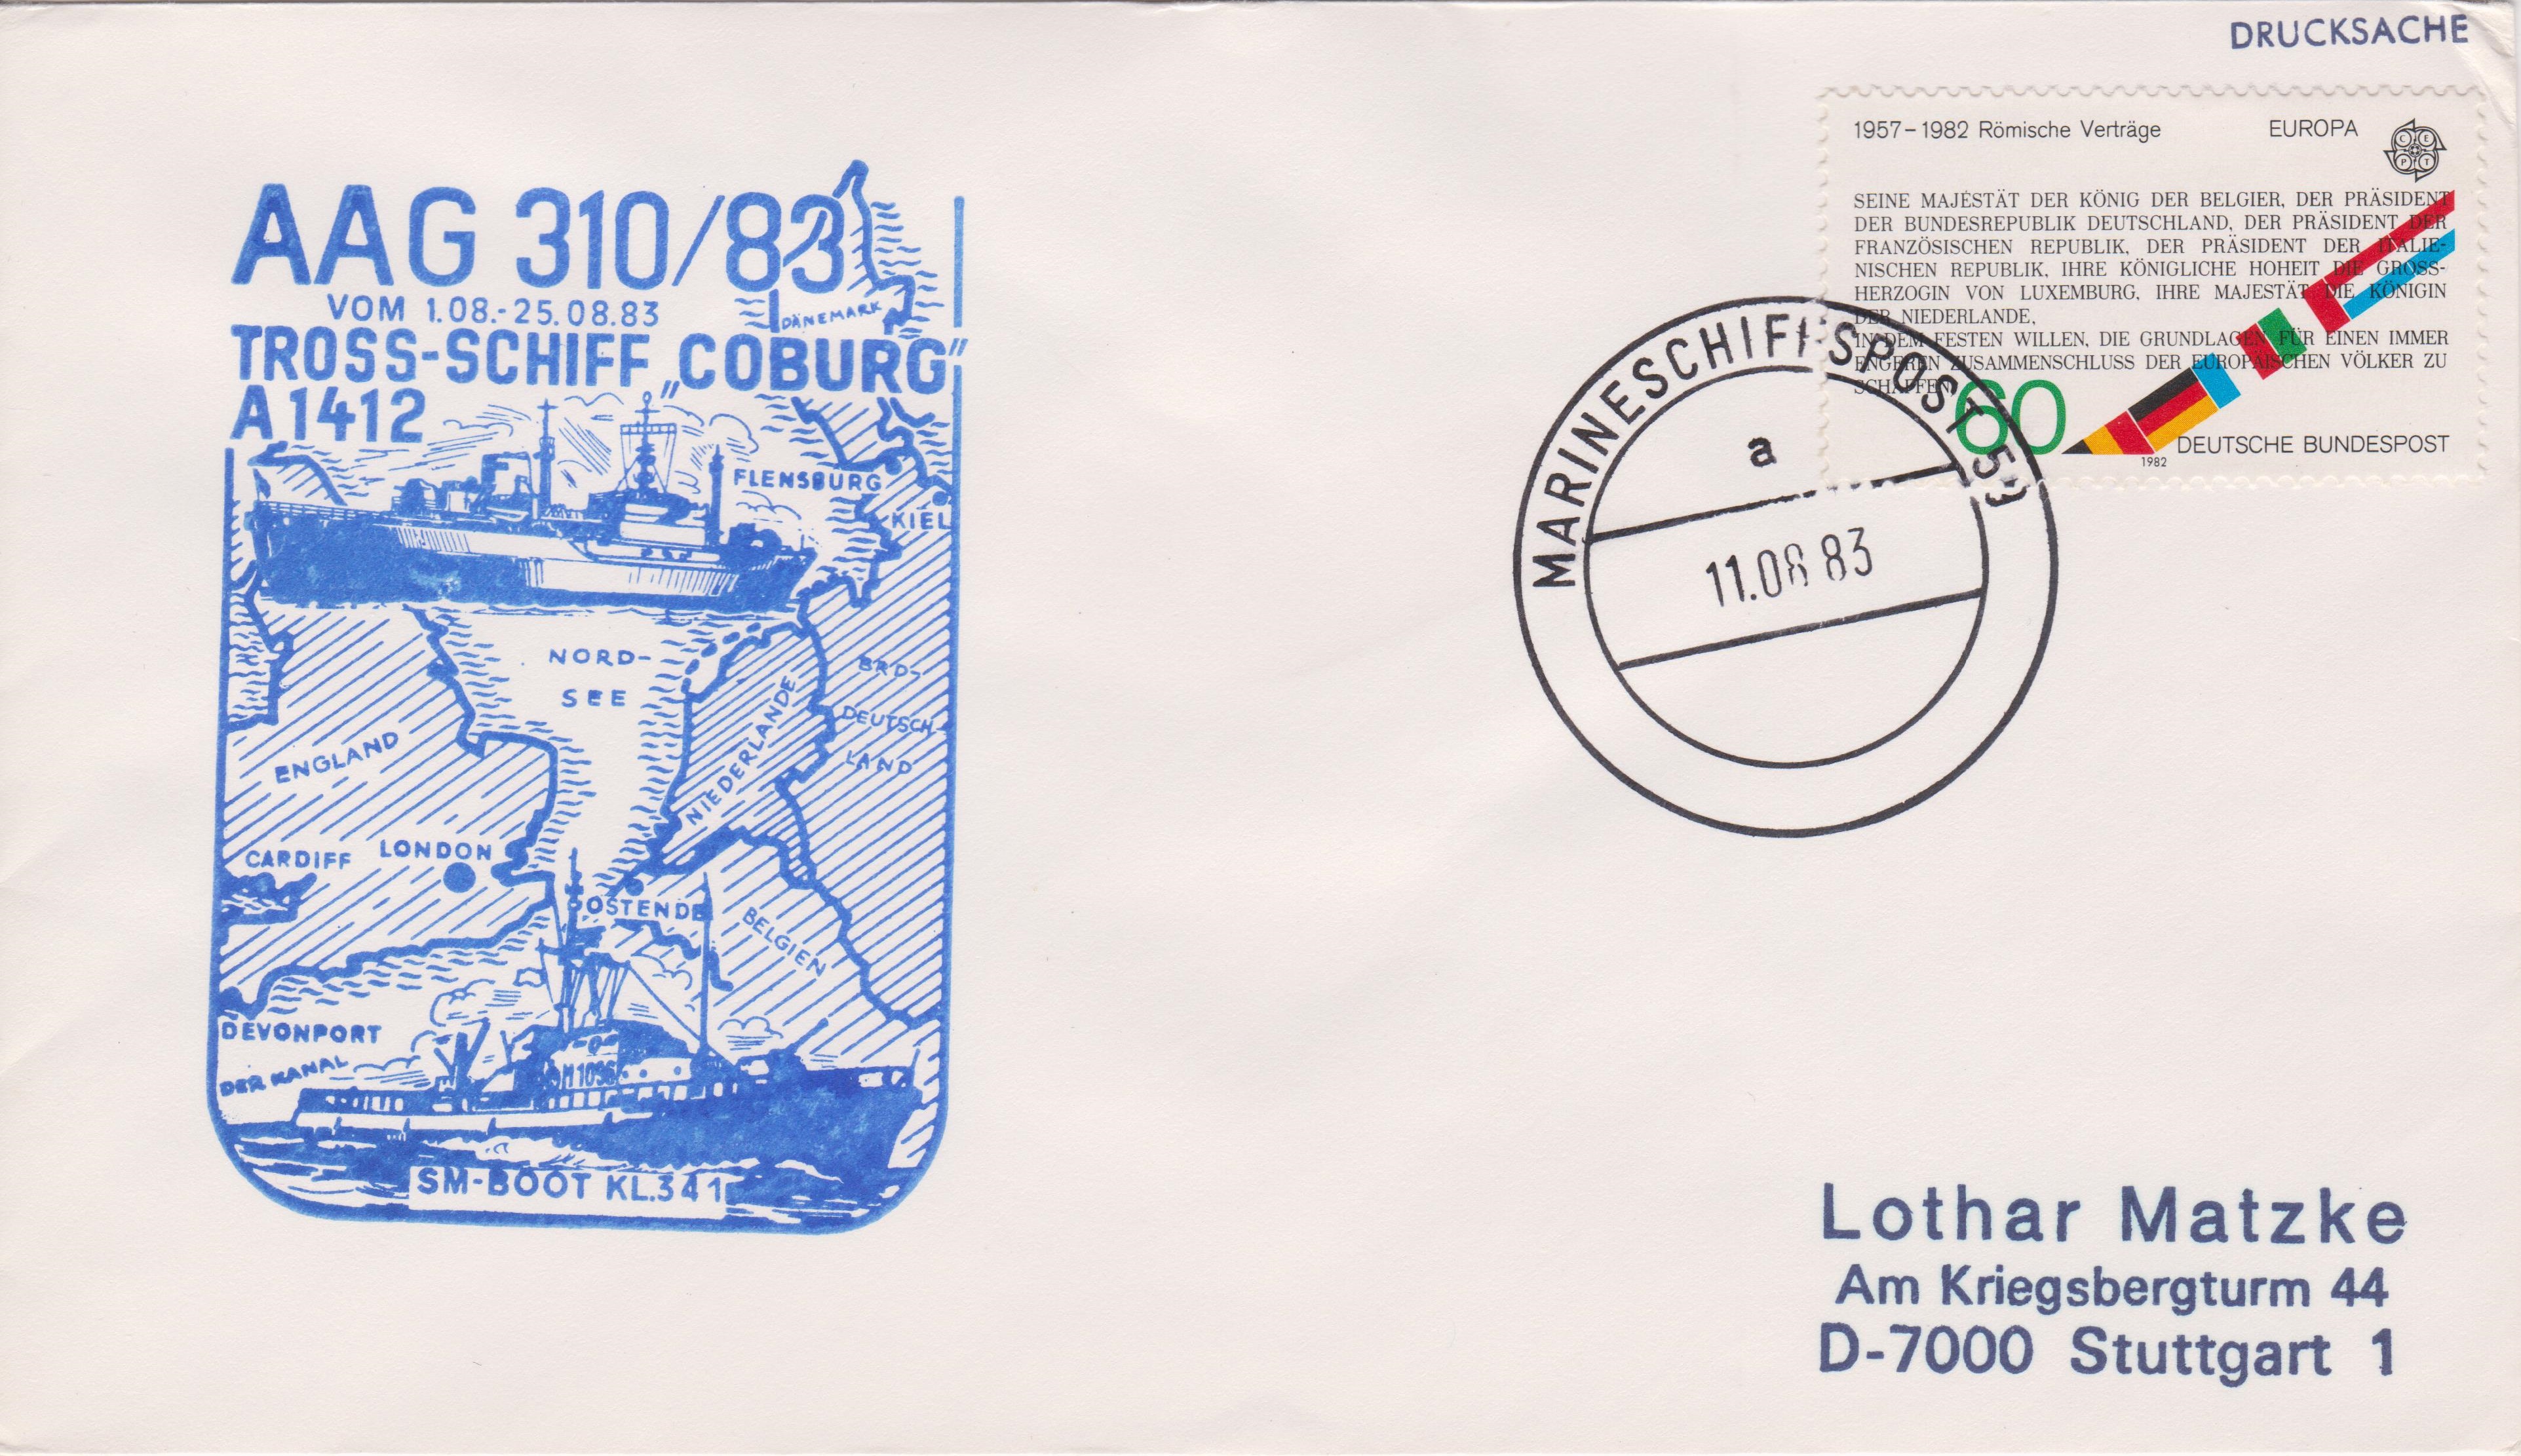 DRUCKSACHE
1957–1982 Römische Verträge EUROPA
CEPT
SEINE MAJESTÄT DER KÖNIG DER BELGIER, DER PRÄSIDENT
DER BUNDESREPUBLIK DEUTSCHLAND, DER PRÄSIDENT DER
FRANZÖSISCHEN REPUBLIK, DER PRÄSIDENT DER ITALIE-
NISCHEN REPUBLIK, IHRE KÖNIGLICHE HOHEIT DIE GROSS-
HERZOGIN VON LUXEMBURG, IHRE MAJESTÄT DIE KÖNIGIN
DER NIEDERLANDE,
IN DEM FESTEN WILLEN, DIE GRUNDLAGEN FÜR EINEN IMMER
ENGEREN ZUSAMMENSCHLUSS DER EUROPÄISCHEN VÖLKER ZU
SCHAFFEN
60
DEUTSCHE BUNDESPOST
1982
MARINESCHIFFSPOST
a
11.08 83
AAG 310/83
VOM 1.08.-25.08.83
DÄNEMARK
TROSS-SCHIFF „COBURG"
A1412
FLENSBURG
KIEL
NORD-
SEE
BRD-
DEUTSCH-
LAND
NIEDERLANDE
ENGLAND
CARDIFF
LONDON
OSTENDE
BELGIEN
DEVONPORT
DER KANAL
M1096
SM-BOOT KL.341
Lothar Matzke
Am Kriegsbergturm 44
D-7000 Stuttgart 1